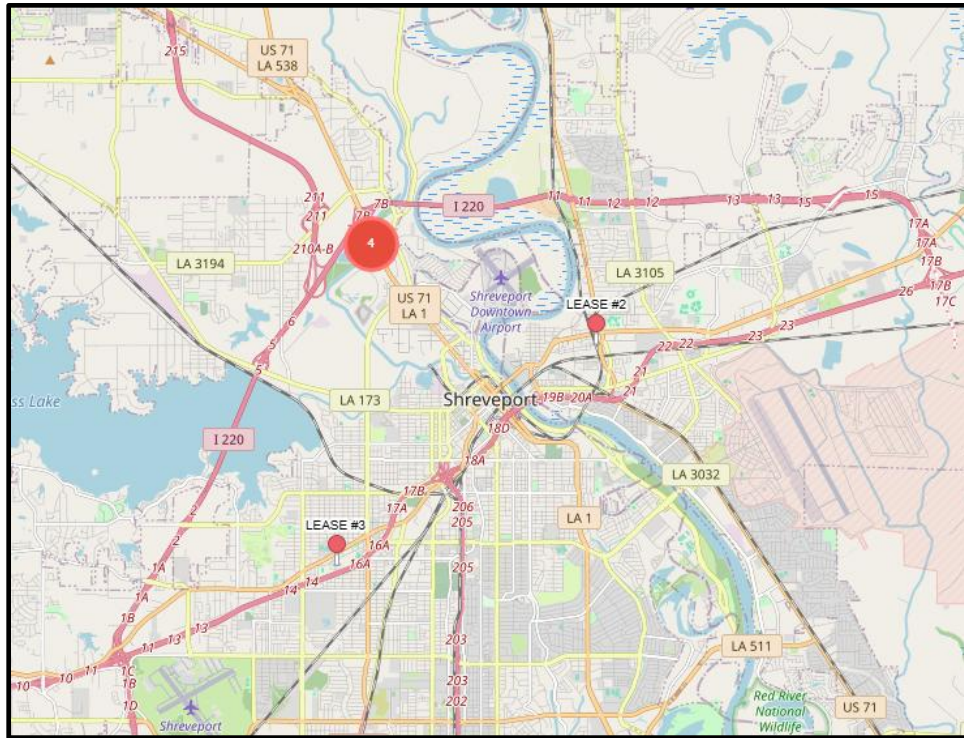 215
US 71
LA 538
7B
I 220
11
11
12
12
13
13
15
15
211
211
7B
17A
17A
210A-B
4
17B
17B
17C
LA 3194
LA 3105
26
US 71
LA 1
Shreveport
Downtown
Airport
LEASE #2
6
5
5
23
23
22
22
21
21
ss Lake
LA 173
Shreveport
19B
20A
18D
I 220
18A
LA 3032
17B
17A
206
205
LA 1
2
2
LEASE #3
16A
16A
205
1A
1A
14
14
1B
13
13
11
11
10
10
1C
1B
1D
203
203
202
LA 511
Shreveport
Red River
National
Wildlife
US 71